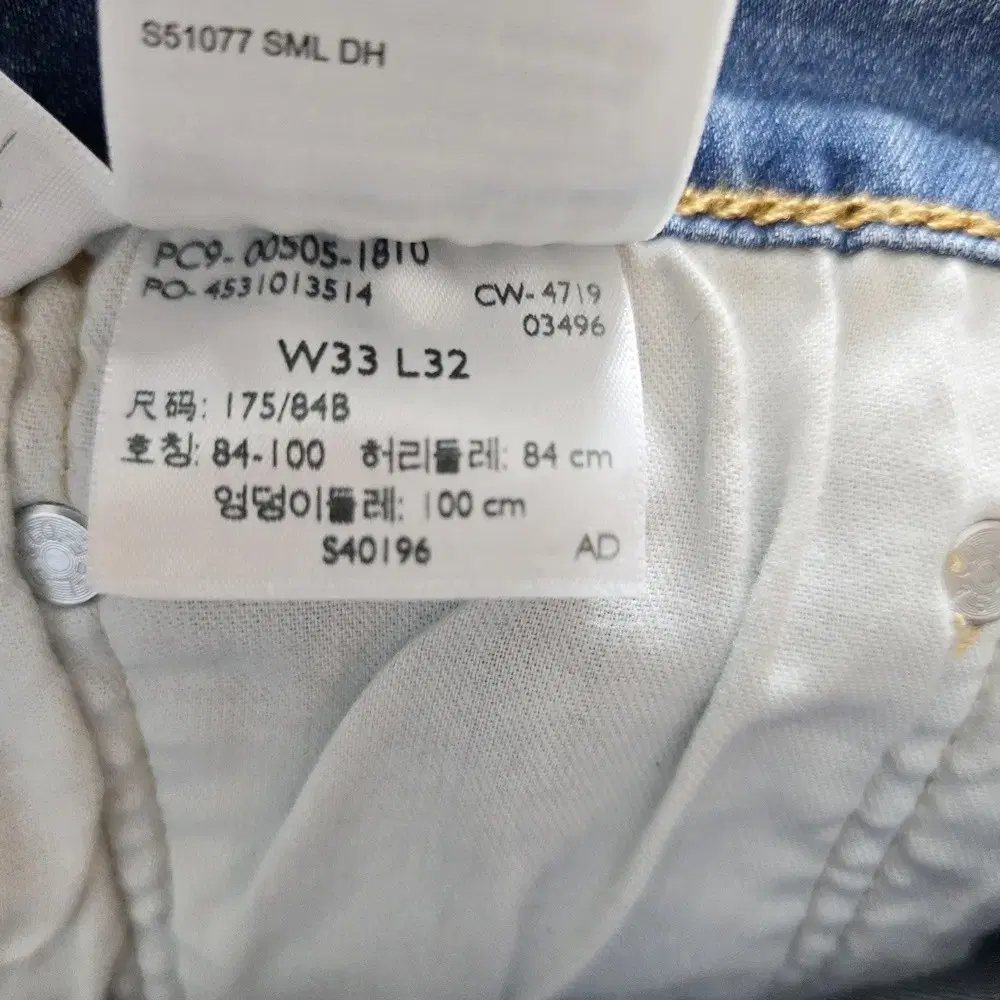 S51077 SML DH
PC9- 00505-1810
PO- 4531013514 CW- 4719
03496
W33 L32
尺码: 175/84B
호칭: 84-100 허리둘레: 84 cm
엉덩이둘레: 100 cm
S40196 AD